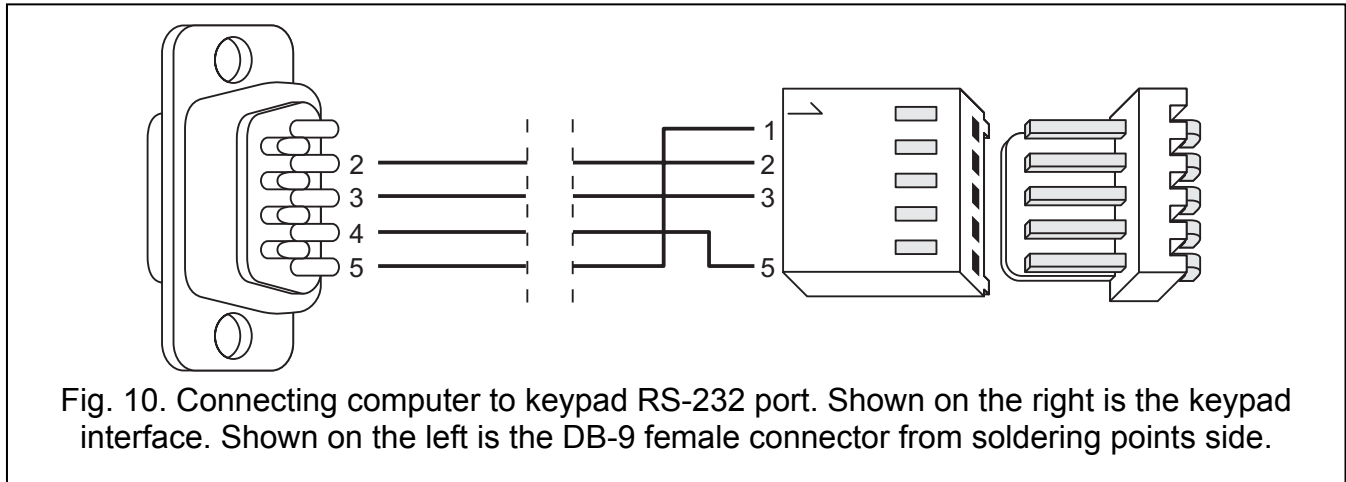 1
2 2
3 3
4
5 5
Fig. 10. Connecting computer to keypad RS-232 port. Shown on the right is the keypad
interface. Shown on the left is the DB-9 female connector from soldering points side.